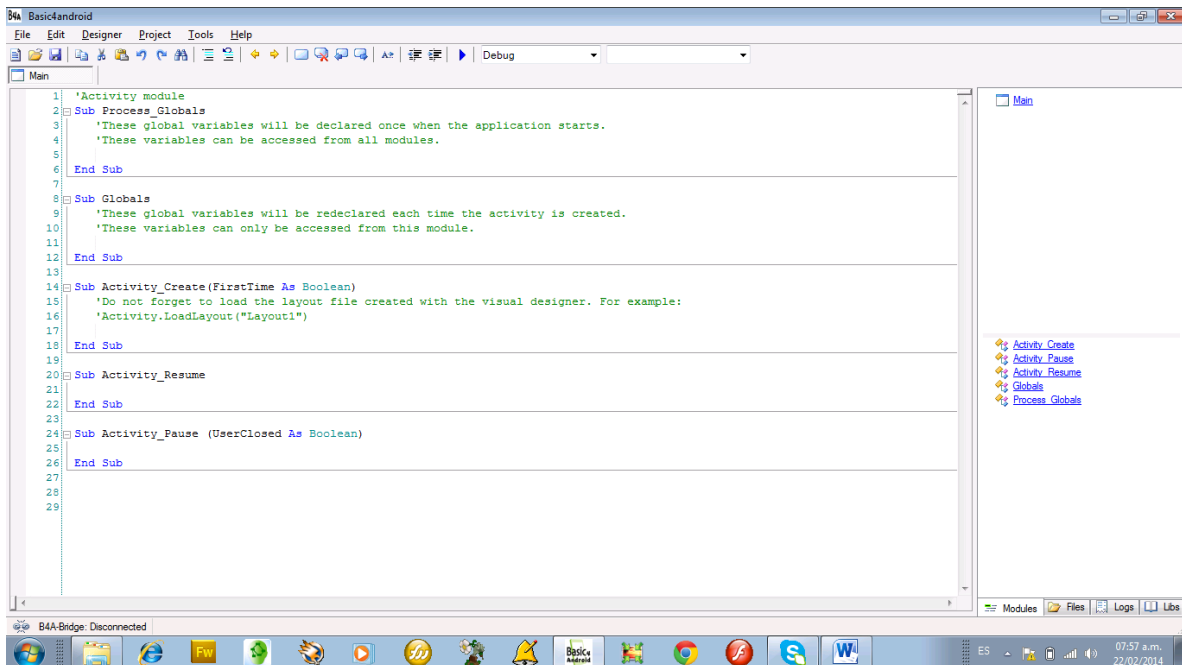 B4A Basic4android
File Edit Designer Project Tools Help
Debug
Main
1 'Activity module
2 Sub Process_Globals
3 'These global variables will be declared once when the application starts.
4 'These variables can be accessed from all modules.
5
6 End Sub
7
8 Sub Globals
9 'These global variables will be redeclared each time the activity is created.
10 'These variables can only be accessed from this module.
11
12 End Sub
13
14 Sub Activity_Create(FirstTime As Boolean)
15 'Do not forget to load the layout file created with the visual designer. For example:
16 'Activity.LoadLayout("Layout1")
17
18 End Sub
19
20 Sub Activity_Resume
21
22 End Sub
23
24 Sub Activity_Pause (UserClosed As Boolean)
25
26 End Sub
27
28
29
Main
Activity_Create
Activity_Pause
Activity_Resume
Globals
Process_Globals
Modules Files Logs Libs
B4A-Bridge: Disconnected
Fw
Basic4
Android
W
ES
07:57 a.m.
22/02/2014